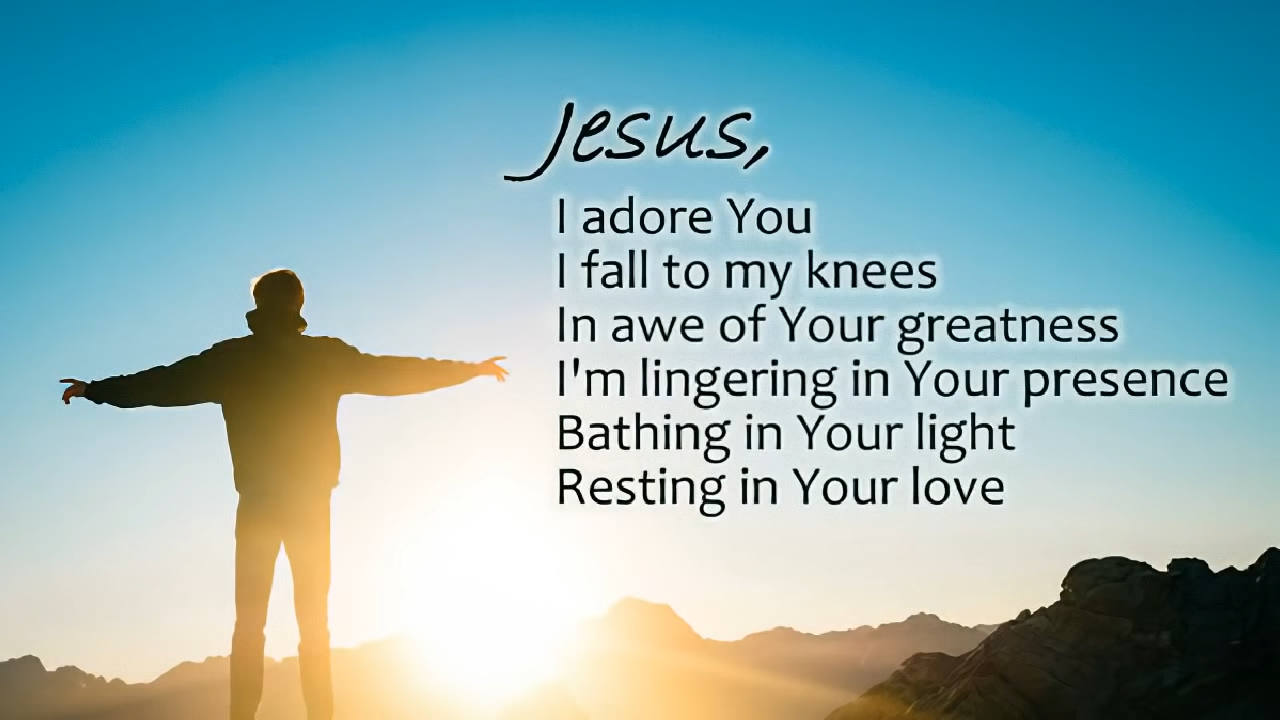 Jesus,
I adore You
I fall to my knees
In awe of Your greatness
I'm lingering in Your presence
Bathing in Your light
Resting in Your love